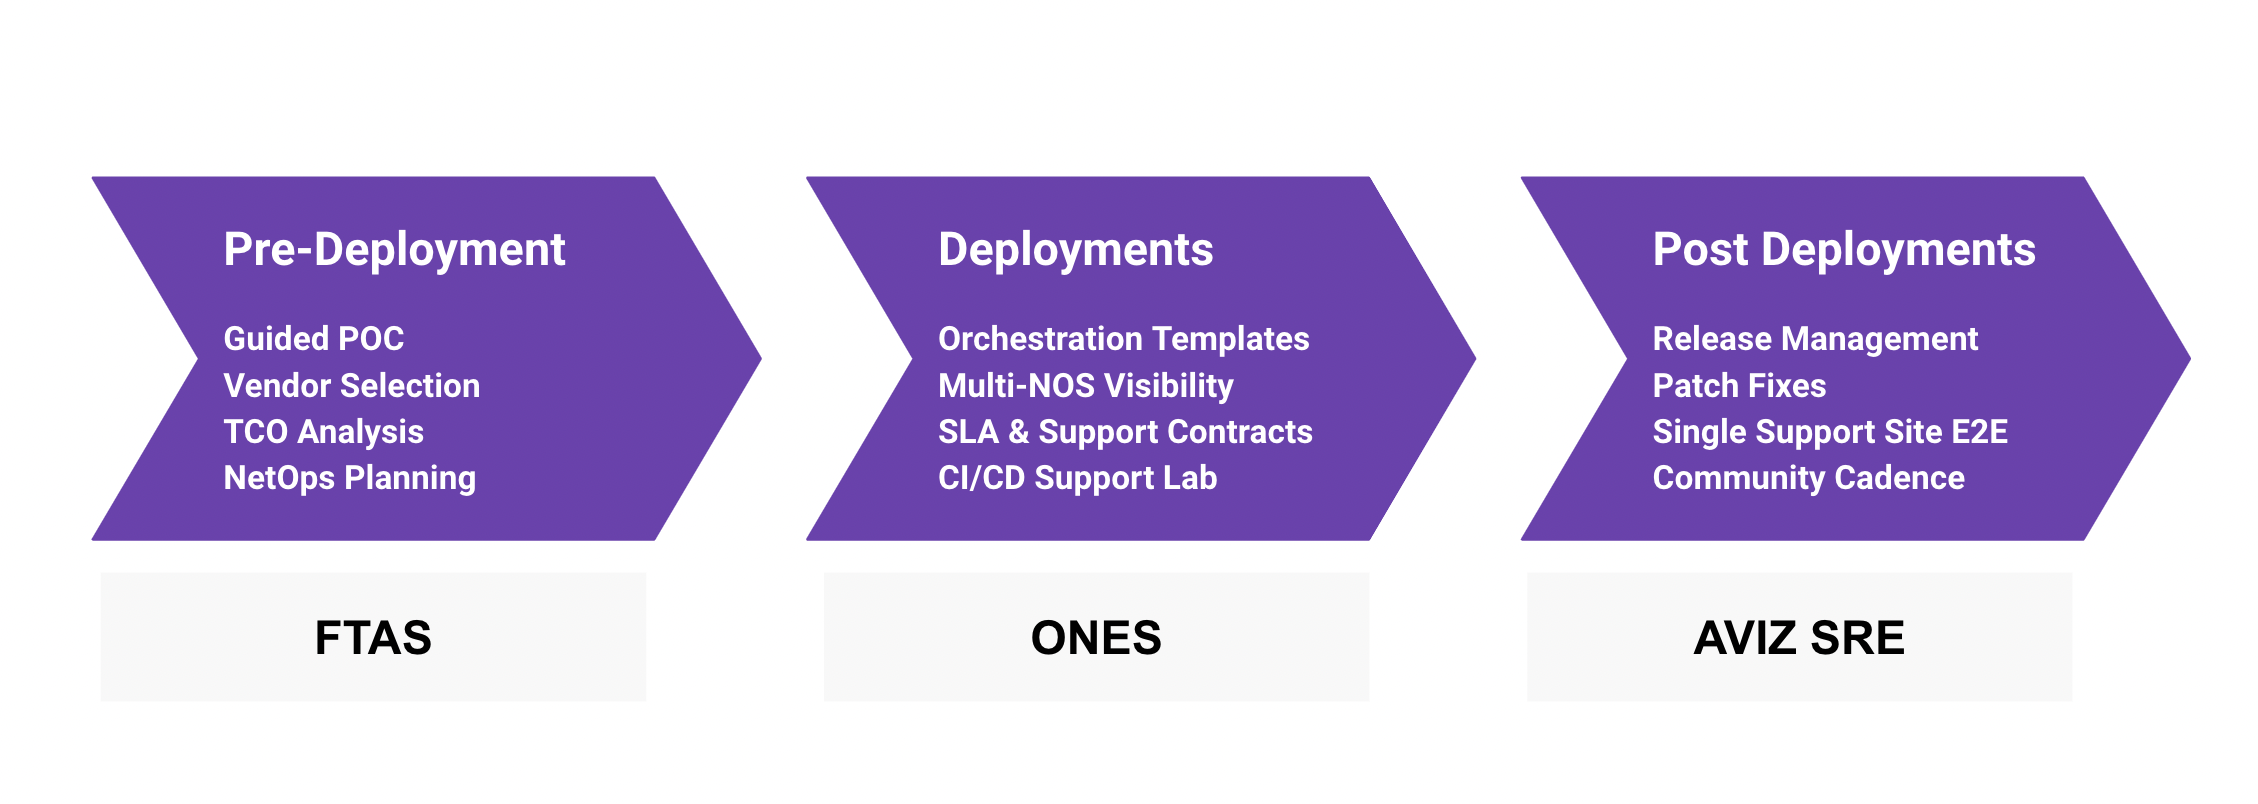 Pre-Deployment
Guided POC
Vendor Selection
TCO Analysis
NetOps Planning
FTAS
Deployments
Orchestration Templates
Multi-NOS Visibility
SLA & Support Contracts
CI/CD Support Lab
ONES
Post Deployments
Release Management
Patch Fixes
Single Support Site E2E
Community Cadence
AVIZ SRE